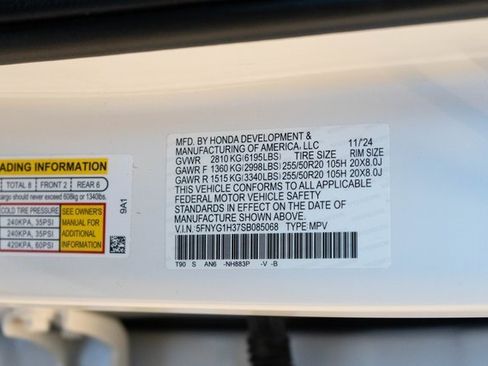 ADING INFORMATION
TOTAL 8 FRONT 2 REAR 6
cargo should never exceed 608kg or 1340lbs
COLD TIRE PRESSURE
240KPA, 35PSI
240KPA, 35PSI
420KPA, 60PSI
SEE OWNER'S
MANUAL FOR
ADDITIONAL
INFORMATION
9A1
MFD. BY HONDA DEVELOPMENT &
MANUFACTURING OF AMERICA, LLC 11/24
GVWR 2810 KG(6195LBS) TIRE SIZE RIM SIZE
GAWR F 1360 KG(2998LBS) 255/50R20 105H 20X8.0J
GAWR R 1515 KG(3340LBS) 255/50R20 105H 20X8.0J
THIS VEHICLE CONFORMS TO ALL APPLICABLE
FEDERAL MOTOR VEHICLE SAFETY
STANDARDS IN EFFECT ON THE DATE OF
MANUFACTURE SHOWN ABOVE.
V.I.N: 5FNYG1H37SB085068 TYPE MPV
T90 S AN6 -NH883P -V -B